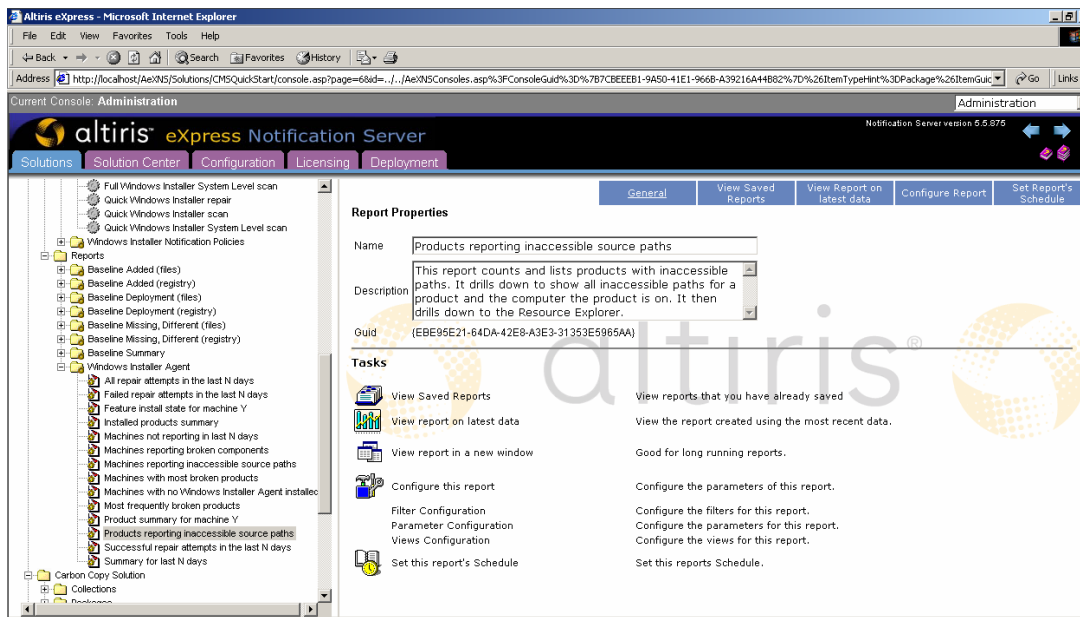 Altiris eXpress - Microsoft Internet Explorer
File Edit View Favorites Tools Help
Back Search Favorites History
Address http://localhost/AeXNS/Solutions/CMSQuickStart/console.asp?page=6&id=../../AeXNSConsoles.asp%3FConsoleGuid%3D%7B7CBEEEB1-9A50-41E1-966B-A39216A44B82%7D%26ItemTypeHint%3DPackage%26ItemGuic Go Links
Current Console: Administration Administration
altiris™ eXpress Notification Server
Notification Server version 5.5.875
Solutions Solution Center Configuration Licensing Deployment
Full Windows Installer System Level scan
Quick Windows Installer repair
Quick Windows Installer scan
Quick Windows Installer System Level scan
Windows Installer Notification Policies
Reports
Baseline Added (files)
Baseline Added (registry)
Baseline Deployment (files)
Baseline Deployment (registry)
Baseline Missing, Different (files)
Baseline Missing, Different (registry)
Baseline Summary
Windows Installer Agent
All repair attempts in the last N days
Failed repair attempts in the last N days
Feature install state for machine Y
Installed products summary
Machines not reporting in last N days
Machines reporting broken components
Machines reporting inaccessible source paths
Machines with most broken products
Machines with no Windows Installer Agent installec
Most frequently broken products
Product summary for machine Y
Products reporting inaccessible source paths
Successful repair attempts in the last N days
Summary for last N days
Carbon Copy Solution
Collections
Packages
General View Saved Reports View Report on latest data Configure Report Set Report's Schedule
Report Properties
Name Products reporting inaccessible source paths
Description This report counts and lists products with inaccessible
paths. It drills down to show all inaccessible paths for a
product and the computer the product is on. It then
drills down to the Resource Explorer.
Guid {EBE95E21-64DA-42E8-A3E3-31353E5965AA}
altiris®
Tasks
View Saved Reports View reports that you have already saved
View report on latest data View the report created using the most recent data.
View report in a new window Good for long running reports.
Configure this report Configure the parameters of this report.
Filter Configuration Configure the filters for this report.
Parameter Configuration Configure the parameters for this report.
Views Configuration Configure the views for this report.
Set this report's Schedule Set this reports Schedule.